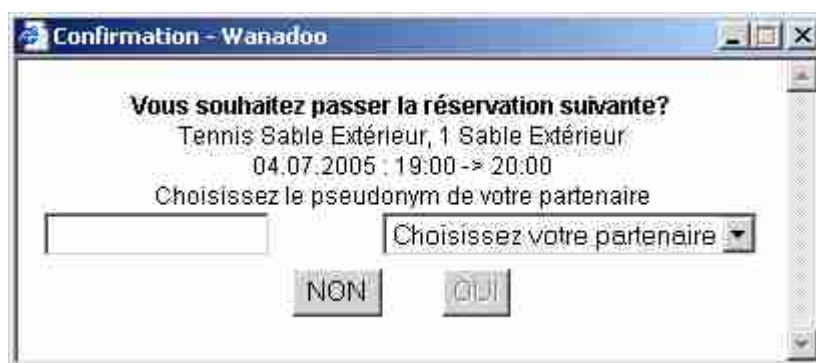 Confirmation - Wanadoo
Vous souhaitez passer la réservation suivante?
Tennis Sable Extérieur, 1 Sable Extérieur
04.07.2005 : 19:00 -> 20:00
Choisissez le pseudonym de votre partenaire
Choisissez votre partenaire
NON OUI